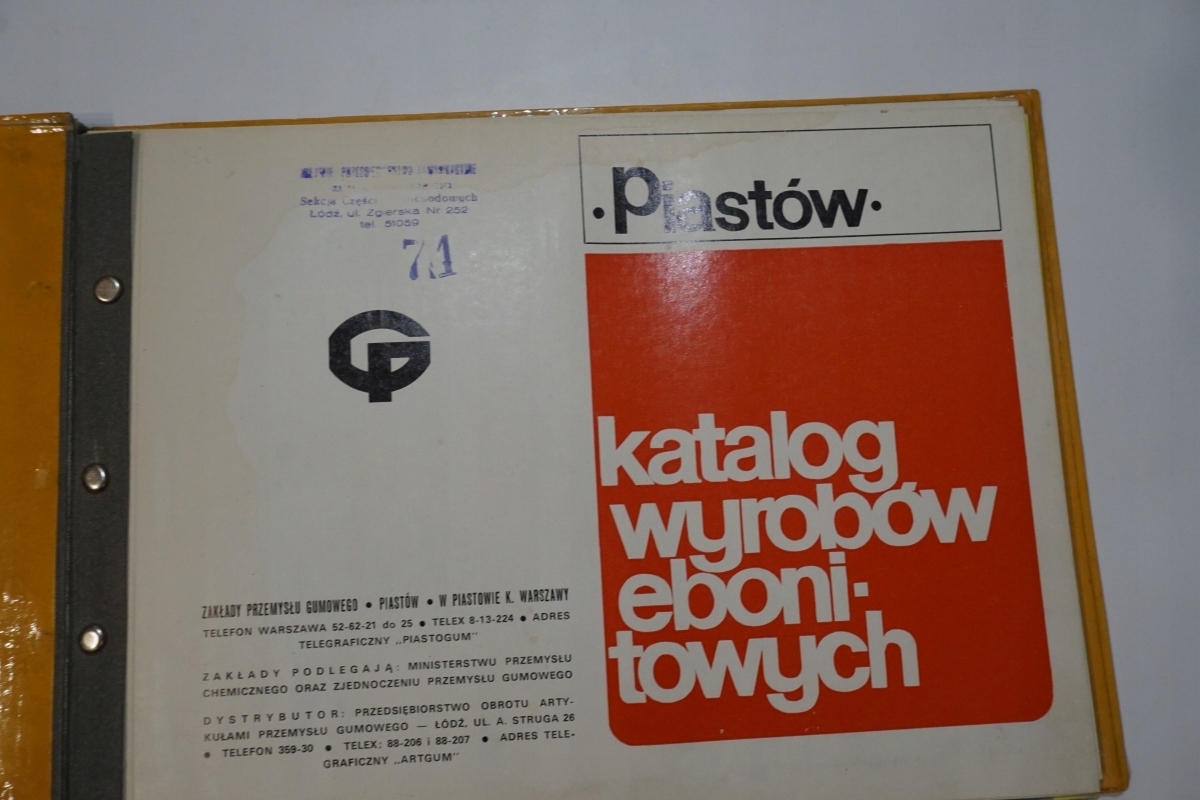 Sekcja Części
Łódź, ul. Zgierska Nr 252
tel. 51059
71
ZAKŁADY PRZEMYSŁU GUMOWEGO • PIASTÓW • W PIASTOWIE K. WARSZAWY
TELEFON WARSZAWA 52-62-21 do 25 • TELEX 8-13-224 • ADRES
TELEGRAFICZNY „PIASTOGUM"
ZAKŁADY PODLEGAJĄ: MINISTERSTWU PRZEMYSŁU
CHEMICZNEGO ORAZ ZJEDNOCZENIU PRZEMYSŁU GUMOWEGO
DYSTRYBUTOR: PRZEDSIĘBIORSTWO OBROTU ARTY-
KUŁAMI PRZEMYSŁU GUMOWEGO — ŁÓDŹ, UL. A. STRUGA 26
• TELEFON 359-30 • TELEX: 88-206 i 88-207 • ADRES TELE-
GRAFICZNY „ARTGUM"
•Piastów•
katalog
wyrobów
eboni-
towych